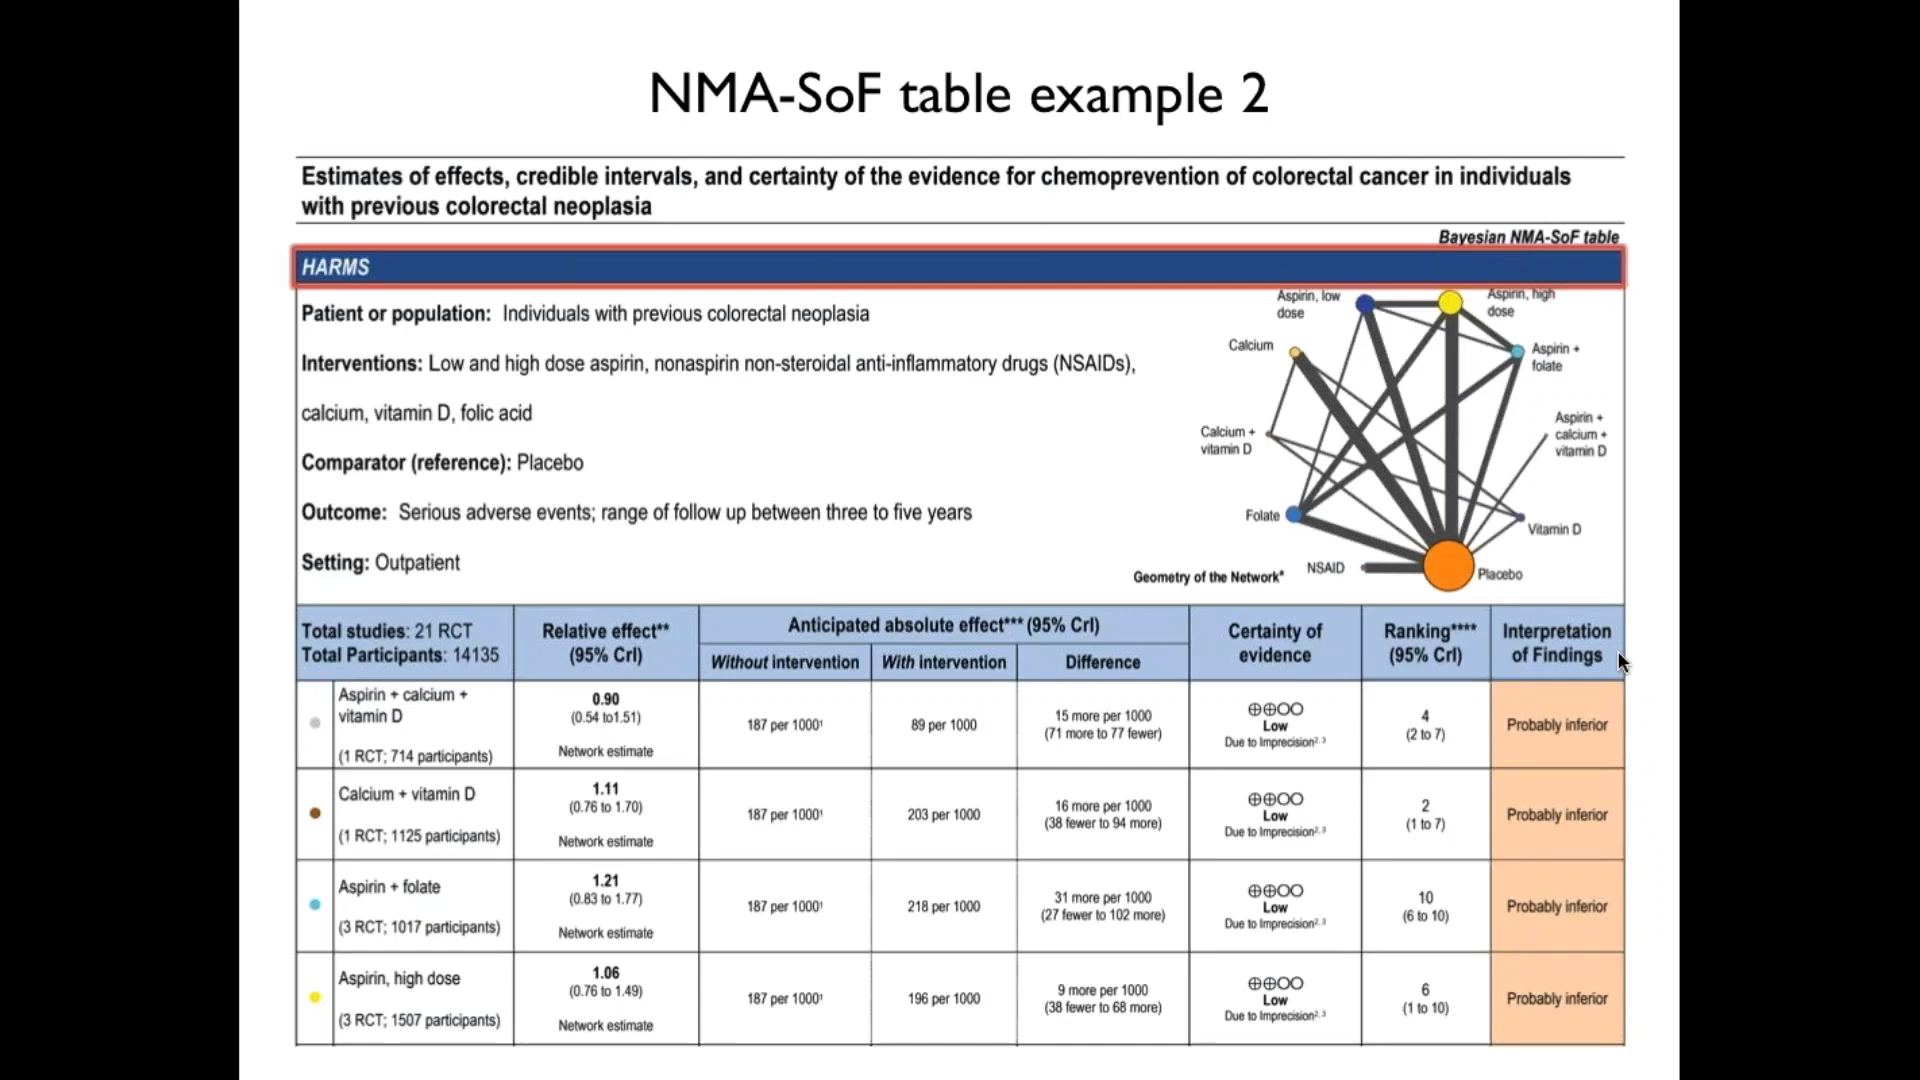 NMA-SoF table example 2
Estimates of effects, credible intervals, and certainty of the evidence for chemoprevention of colorectal cancer in individuals
with previous colorectal neoplasia
Bayesian NMA-SoF table
HARMS
Patient or population: Individuals with previous colorectal neoplasia
Interventions: Low and high dose aspirin, nonaspirin non-steroidal anti-inflammatory drugs (NSAIDs),
calcium, vitamin D, folic acid
Comparator (reference): Placebo
Outcome: Serious adverse events; range of follow up between three to five years
Setting: Outpatient
Aspirin, low
dose
Aspirin, high
dose
Calcium
Aspirin +
folate
Calcium +
vitamin D
Aspirin +
calcium +
vitamin D
Folate
Vitamin D
NSAID
Placebo
Geometry of the Network*
Total studies: 21 RCT
Total Participants: 14135
Relative effect**
(95% CrI)
Anticipated absolute effect*** (95% CrI)
Without intervention
With intervention
Difference
Certainty of
evidence
Ranking****
(95% CrI)
Interpretation
of Findings
Aspirin + calcium +
vitamin D
(1 RCT; 714 participants)
0.90
(0.54 to1.51)
Network estimate
187 per 1000¹
89 per 1000
15 more per 1000
(71 more to 77 fewer)
⊕⊕OO
Low
Due to Imprecision²,³
4
(2 to 7)
Probably inferior
Calcium + vitamin D
(1 RCT; 1125 participants)
1.11
(0.76 to 1.70)
Network estimate
187 per 1000¹
203 per 1000
16 more per 1000
(38 fewer to 94 more)
⊕⊕OO
Low
Due to Imprecision²,³
2
(1 to 7)
Probably inferior
Aspirin + folate
(3 RCT; 1017 participants)
1.21
(0.83 to 1.77)
Network estimate
187 per 1000¹
218 per 1000
31 more per 1000
(27 fewer to 102 more)
⊕⊕OO
Low
Due to Imprecision²,³
10
(6 to 10)
Probably inferior
Aspirin, high dose
(3 RCT; 1507 participants)
1.06
(0.76 to 1.49)
Network estimate
187 per 1000¹
196 per 1000
9 more per 1000
(38 fewer to 68 more)
⊕⊕OO
Low
Due to Imprecision²,³
6
(1 to 10)
Probably inferior